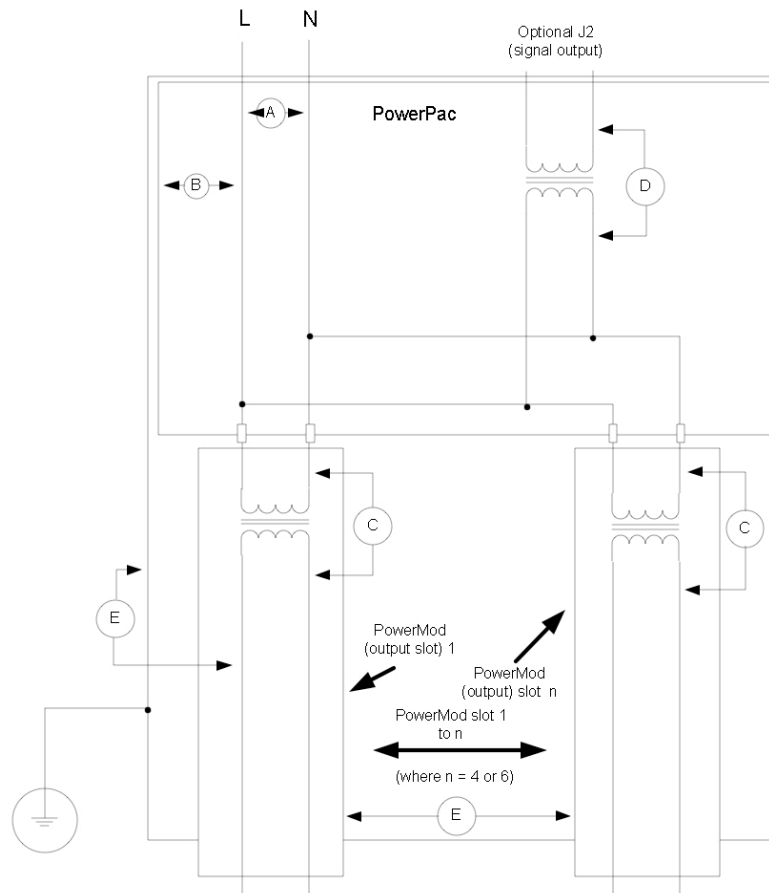 L
N
Optional J2
(signal output)
A
PowerPac
B
D
C
C
E
PowerMod
(output slot) 1
PowerMod
(output) slot n
PowerMod slot 1
to n
(where n = 4 or 6)
E